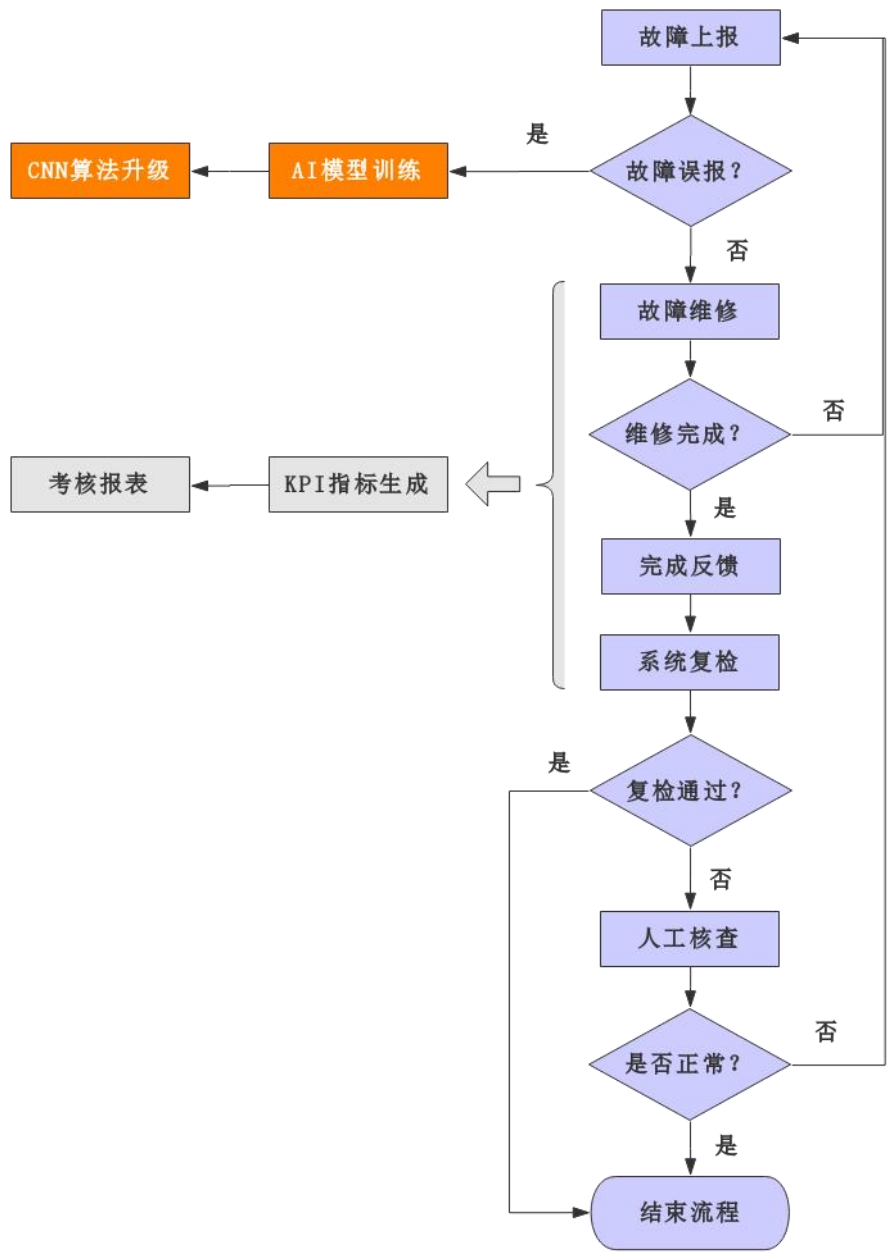 故障上报
是
CNN算法升级
AI模型训练
故障误报？
否
故障维修
否
维修完成？
考核报表
KPI指标生成
是
完成反馈
系统复检
是
复检通过？
否
人工核查
否
是否正常？
是
结束流程